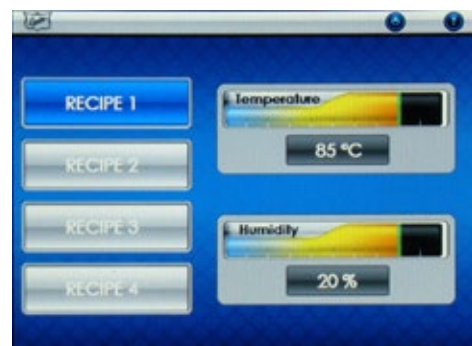 RECIPE 1
RECIPE 2
RECIPE 3
RECIPE 4
Temperature
85 °C
Humidity
20 %